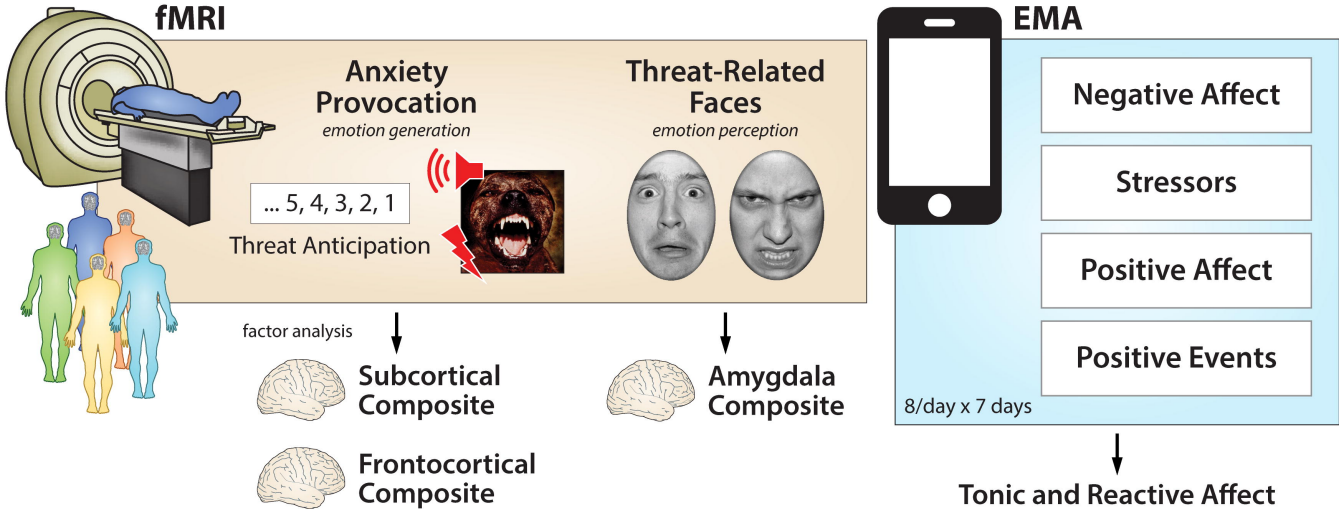 fMRI
Anxiety
Provocation
emotion generation
... 5, 4, 3, 2, 1
Threat Anticipation
Threat-Related
Faces
emotion perception
factor analysis
Subcortical
Composite
Frontocortical
Composite
Amygdala
Composite
EMA
Negative Affect
Stressors
Positive Affect
Positive Events
8/day x 7 days
Tonic and Reactive Affect